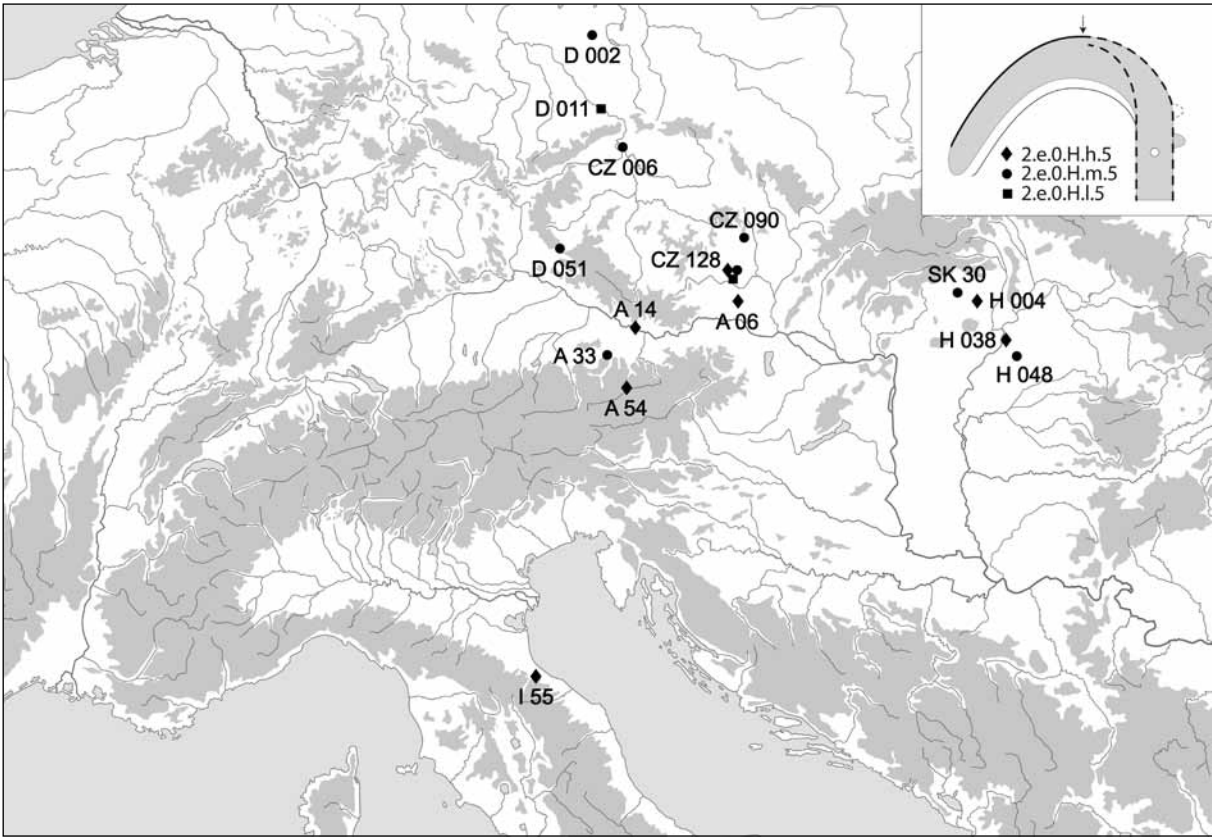 D 002
D 011
CZ 006
◆ 2.e.0.H.h.5
● 2.e.0.H.m.5
■ 2.e.0.H.l.5
CZ 090
D 051
CZ 128
SK 30
H 004
A 14
A 06
H 038
A 33
H 048
A 54
I 55